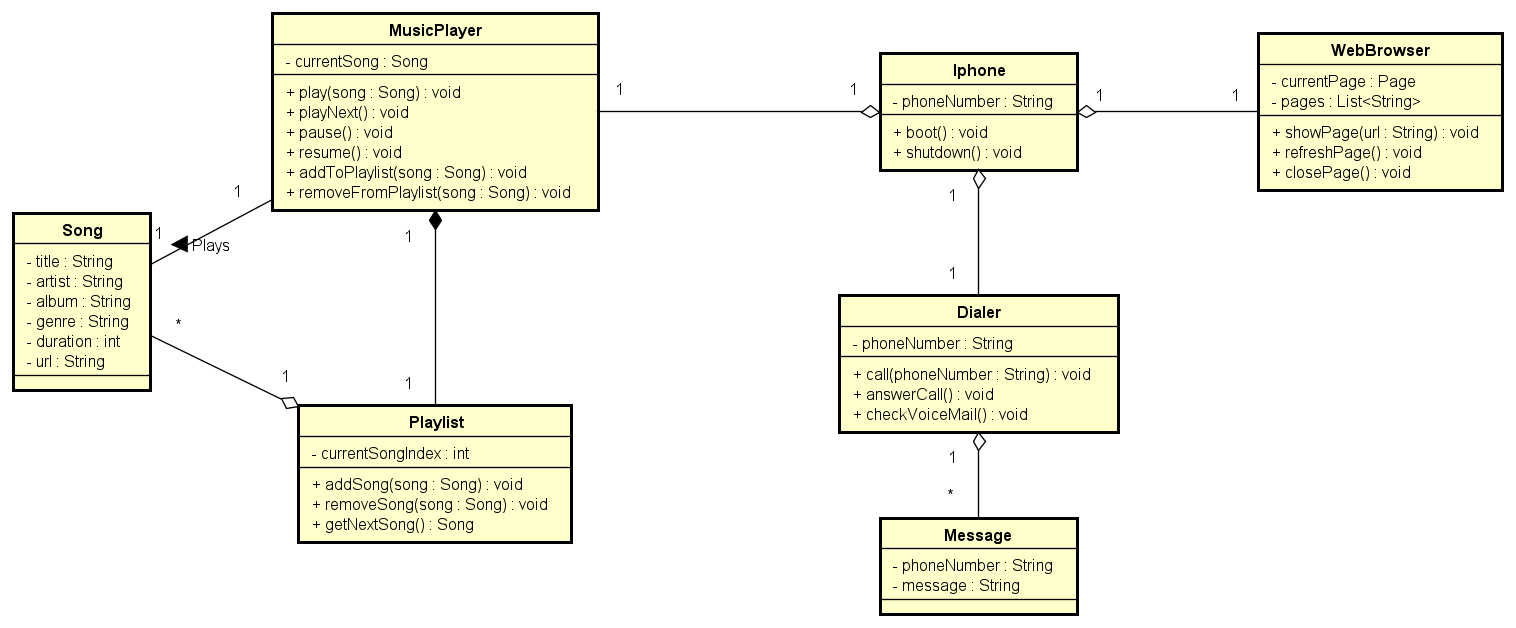 MusicPlayer
- currentSong : Song
+ play(song : Song) : void
+ playNext() : void
+ pause() : void
+ resume() : void
+ addToPlaylist(song : Song) : void
+ removeFromPlaylist(song : Song) : void
1
1
Iphone
- phoneNumber : String
+ boot() : void
+ shutdown() : void
1
1
WebBrowser
- currentPage : Page
- pages : List<String>
+ showPage(url : String) : void
+ refreshPage() : void
+ closePage() : void
1
1
Plays
Song
- title : String
- artist : String
- album : String
- genre : String
- duration : int
- url : String
*
1
1
1
Playlist
- currentSongIndex : int
+ addSong(song : Song) : void
+ removeSong(song : Song) : void
+ getNextSong() : Song
1
1
Dialer
- phoneNumber : String
+ call(phoneNumber : String) : void
+ answerCall() : void
+ checkVoiceMail() : void
1
*
Message
- phoneNumber : String
- message : String